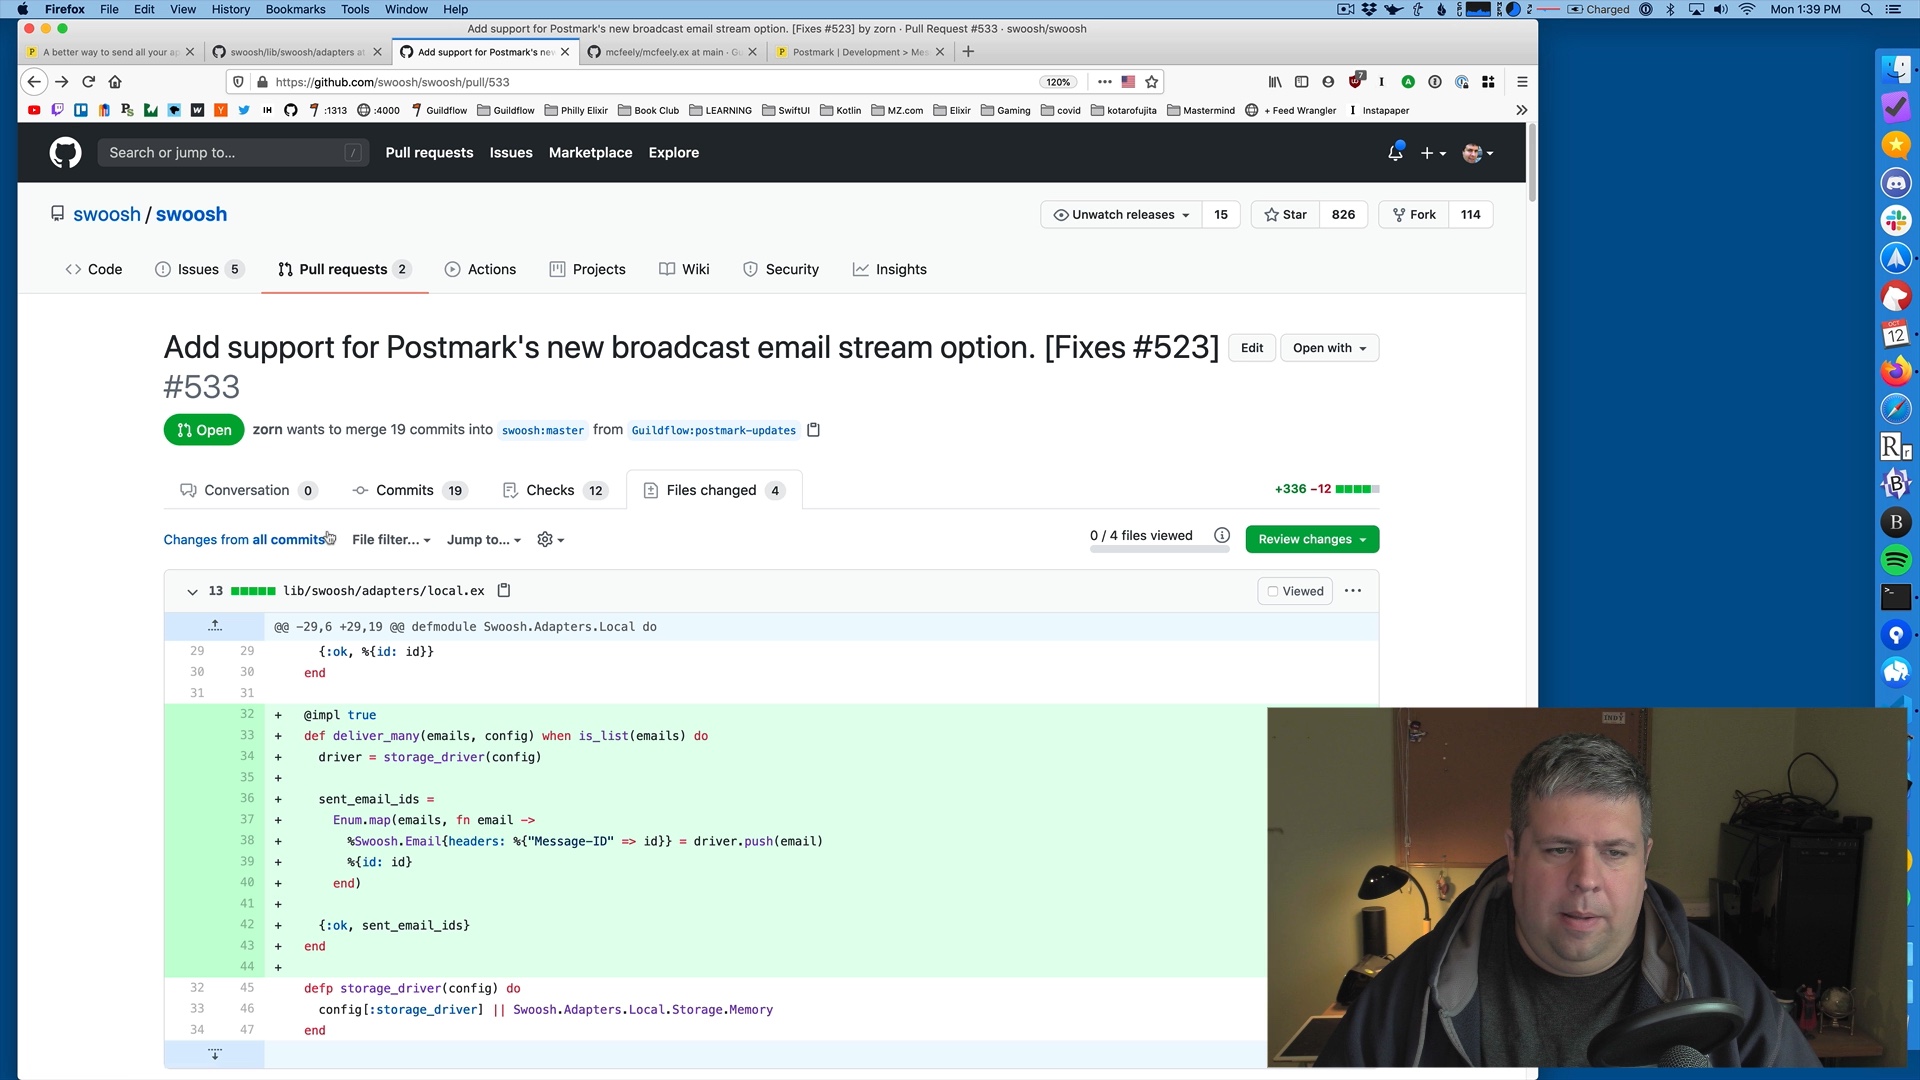 Firefox File Edit View History Bookmarks Tools Window Help
Charged Mon 1:39 PM
Add support for Postmark's new broadcast email stream option. [Fixes #523] by zorn · Pull Request #533 · swoosh/swoosh
A better way to send all your ap
swoosh/lib/swoosh/adapters at
Add support for Postmark's new
mcfeely/mcfeely.ex at main · G
Postmark | Development > Mes
https://github.com/swoosh/swoosh/pull/533
120%
:1313 :4000 Guildflow Guildflow Philly Elixir Book Club LEARNING SwiftUI Kotlin MZ.com Elixir Gaming covid kotarofujita Mastermind + Feed Wrangler Instapaper
Search or jump to... /
Pull requests Issues Marketplace Explore
swoosh / swoosh
Unwatch releases 15 Star 826 Fork 114
Code Issues 5 Pull requests 2 Actions Projects Wiki Security Insights
Add support for Postmark's new broadcast email stream option. [Fixes #523]
#533
Edit Open with
Open zorn wants to merge 19 commits into swoosh:master from Guildflow:postmark-updates
Conversation 0 Commits 19 Checks 12 Files changed 4
+336 −12
Changes from all commits File filter... Jump to...
0 / 4 files viewed Review changes
13 lib/swoosh/adapters/local.ex Viewed
@@ -29,6 +29,19 @@ defmodule Swoosh.Adapters.Local do
29 29 {:ok, %{id: id}}
30 30 end
31 31
32 + @impl true
33 + def deliver_many(emails, config) when is_list(emails) do
34 + driver = storage_driver(config)
35 +
36 + sent_email_ids =
37 + Enum.map(emails, fn email ->
38 + %Swoosh.Email{headers: %{"Message-ID" => id}} = driver.push(email)
39 + %{id: id}
40 + end)
41 +
42 + {:ok, sent_email_ids}
43 + end
44 +
32 45 defp storage_driver(config) do
33 46 config[:storage_driver] || Swoosh.Adapters.Local.Storage.Memory
34 47 end